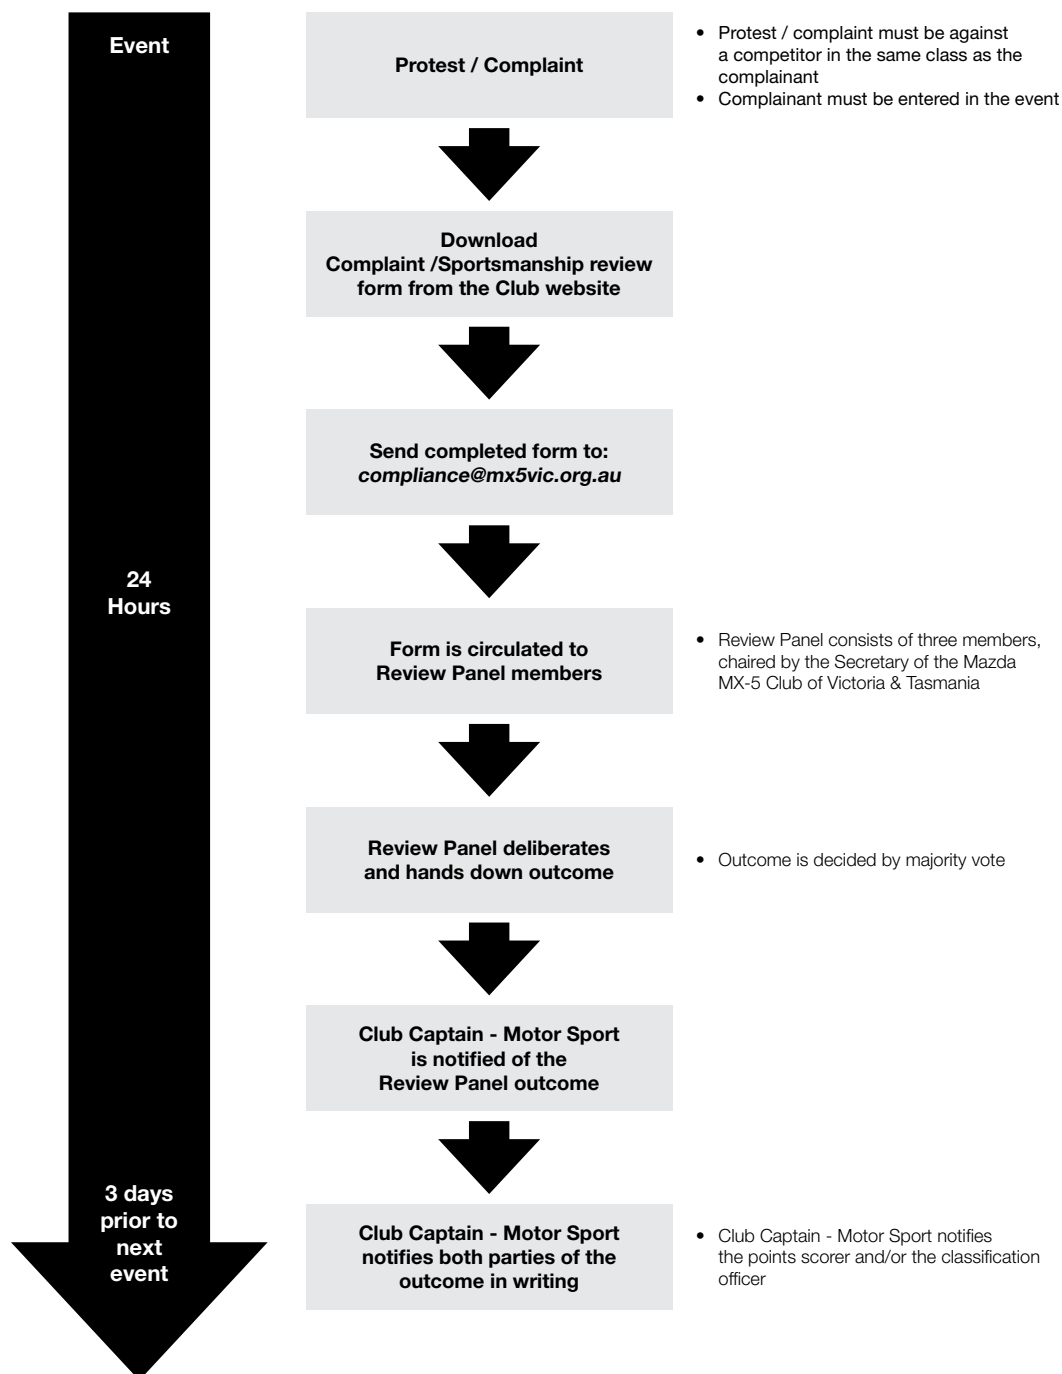 Event
Protest / Complaint
• Protest / complaint must be against
a competitor in the same class as the
complainant
• Complainant must be entered in the event
Download
Complaint /Sportsmanship review
form from the Club website
Send completed form to:
compliance@mx5vic.org.au
24
Hours
Form is circulated to
Review Panel members
• Review Panel consists of three members,
chaired by the Secretary of the Mazda
MX-5 Club of Victoria & Tasmania
Review Panel deliberates
and hands down outcome
• Outcome is decided by majority vote
Club Captain - Motor Sport
is notified of the
Review Panel outcome
3 days
prior to
next
event
Club Captain - Motor Sport
notifies both parties of the
outcome in writing
• Club Captain - Motor Sport notifies
the points scorer and/or the classification
officer